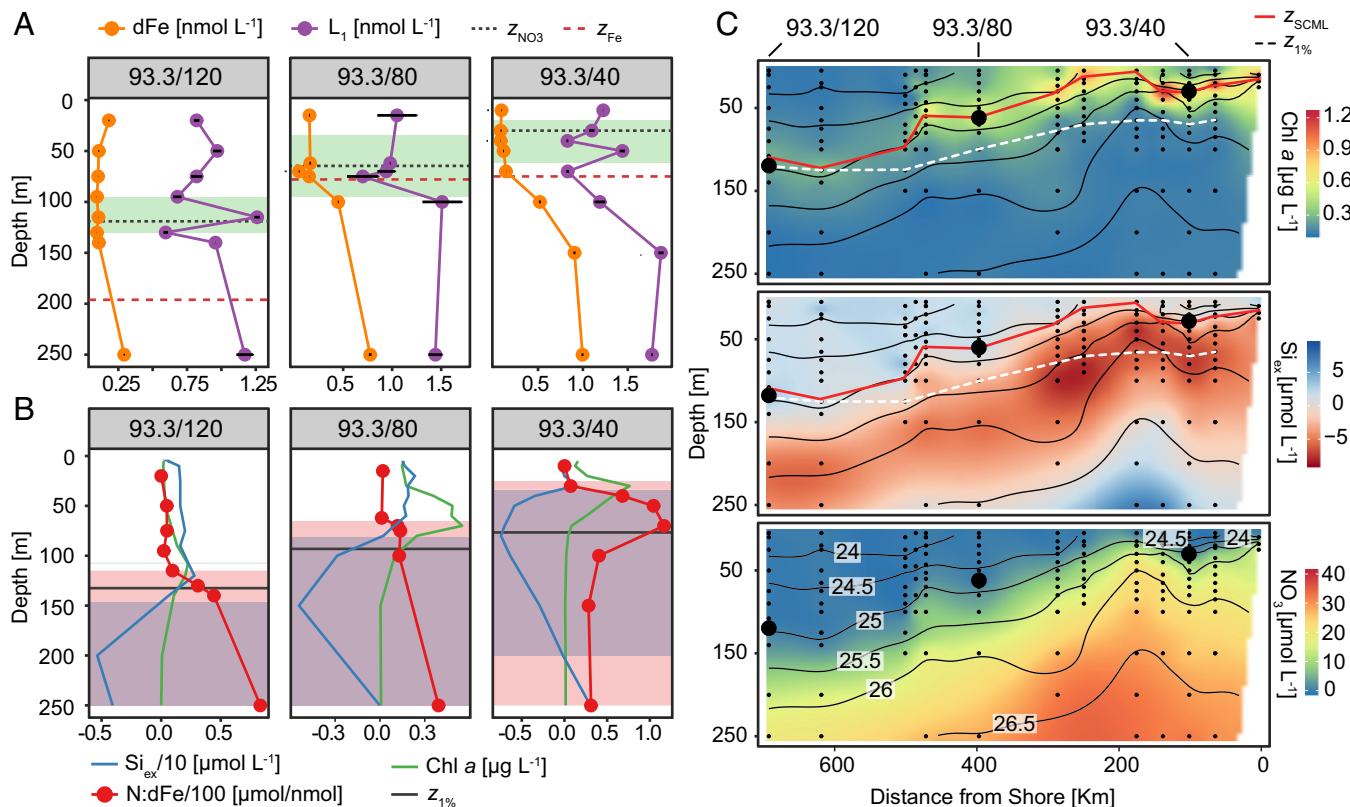 A
dFe [nmol L⁻¹] L₁ [nmol L⁻¹] z_NO3 z_Fe
93.3/120 93.3/80 93.3/40
Depth [m]
0
50
100
150
200
250
0.25 0.75 1.25 0.5 1.0 1.5 0.5 1.0 1.5
B
93.3/120 93.3/80 93.3/40
Depth [m]
0
50
100
150
200
250
-0.5 0.0 0.5 -0.3 0.0 0.3 0.0 0.5 1.0
Si_ex/10 [µmol L⁻¹] Chl a [µg L⁻¹]
N:dFe/100 [µmol/nmol] z_1%
C
93.3/120 93.3/80 93.3/40
z_SCML
z_1%
50
150
250
Chl a [µg L⁻¹]
1.2
0.9
0.6
0.3
50
150
250
Depth [m]
Si_ex [µmol L⁻¹]
5
0
−5
24
24.5
25
25.5
26
26.5
24.5 24
50
150
250
NO₃ [µmol L⁻¹]
40
30
20
10
0
600 400 200 0
Distance from Shore [Km]